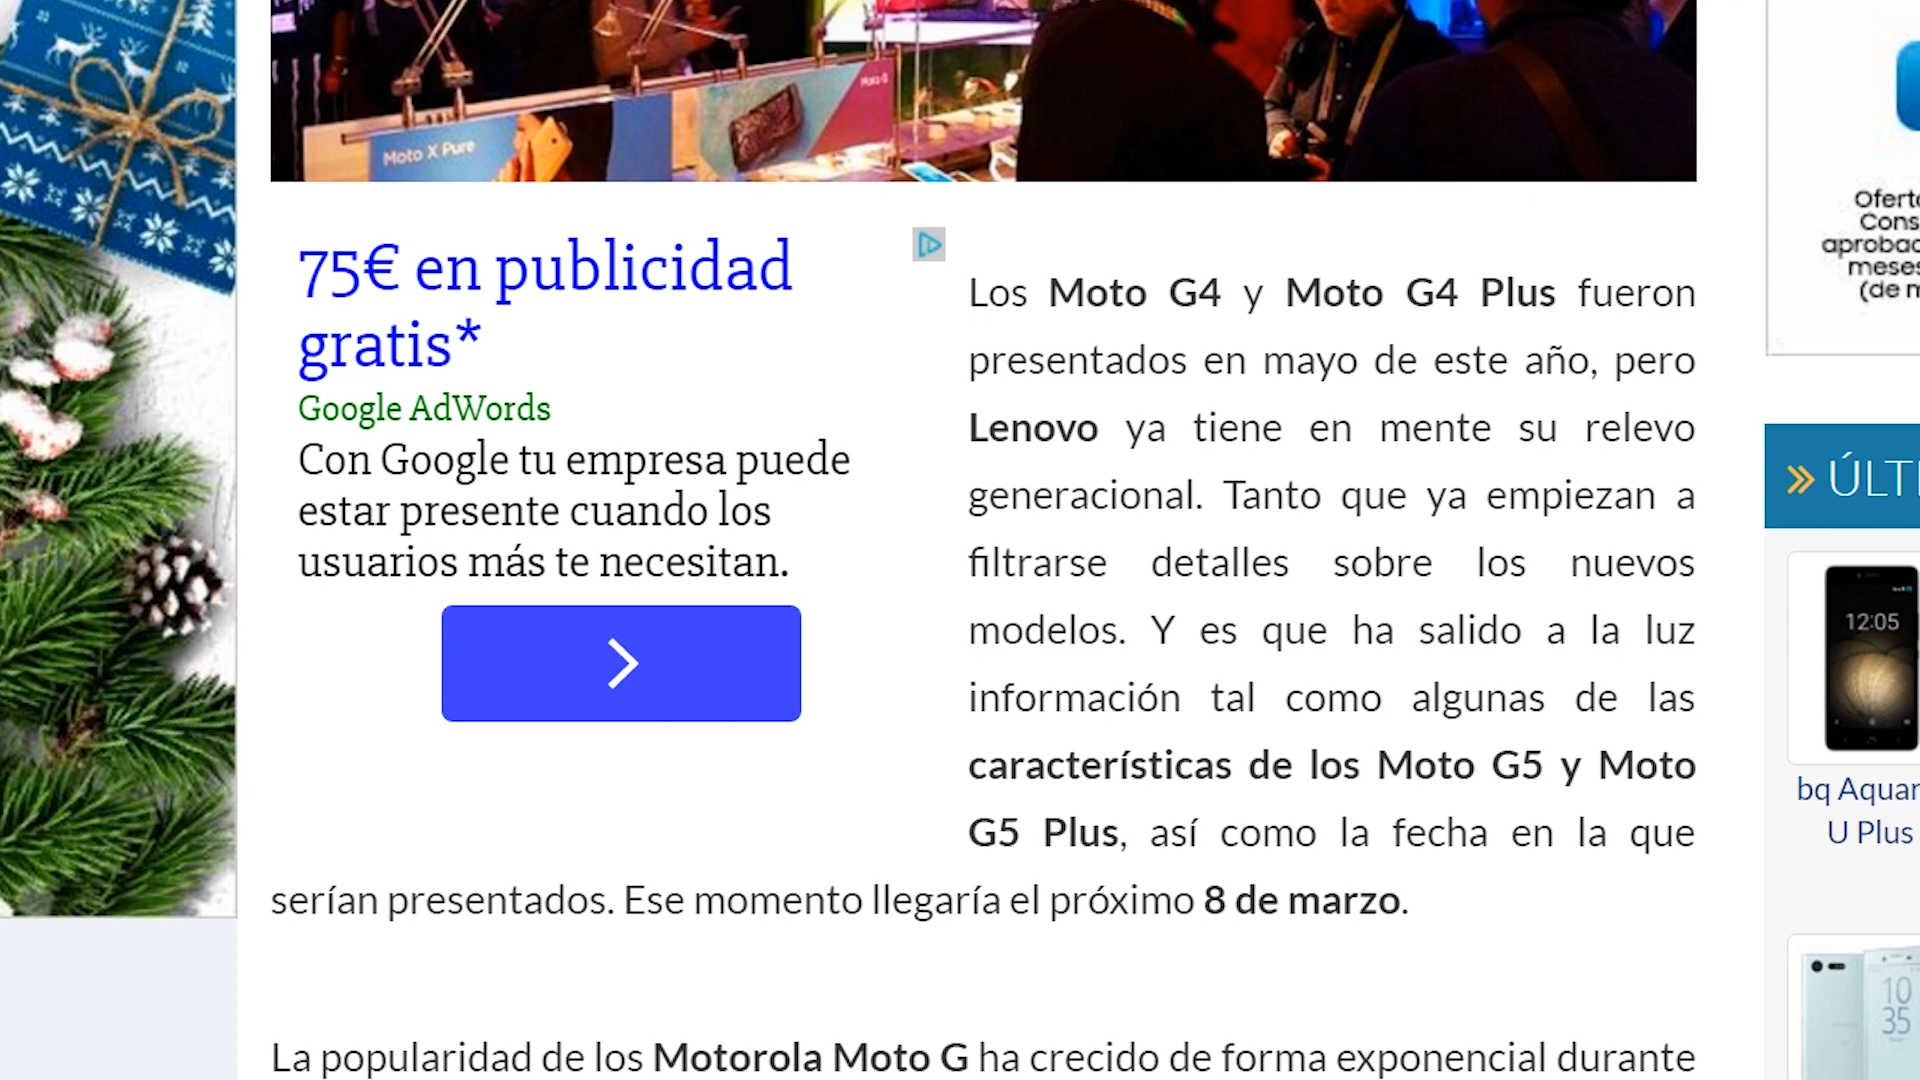 Moto X Pure
Moto G
75€ en publicidad
gratis*
Google AdWords
Con Google tu empresa puede
estar presente cuando los
usuarios más te necesitan.
Los Moto G4 y Moto G4 Plus fueron
presentados en mayo de este año, pero
Lenovo ya tiene en mente su relevo
generacional. Tanto que ya empiezan a
filtrarse detalles sobre los nuevos
modelos. Y es que ha salido a la luz
información tal como algunas de las
características de los Moto G5 y Moto
G5 Plus, así como la fecha en la que
serían presentados. Ese momento llegaría el próximo 8 de marzo.
La popularidad de los Motorola Moto G ha crecido de forma exponencial durante
Oferta
Cons
aprobac
meses
(de m
» ÚLTI
12:05
bq Aquar
U Plus
10
35